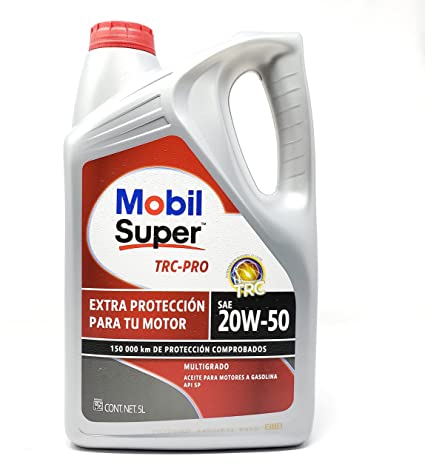 Mobil
Super™
TRC-PRO
TRC
EXTRA PROTECCIÓN
PARA TU MOTOR
SAE
20W-50
150 000 km DE PROTECCIÓN COMPROBADOS
MULTIGRADO
ACEITE PARA MOTORES A GASOLINA
API SP
CONT. NET. 5L